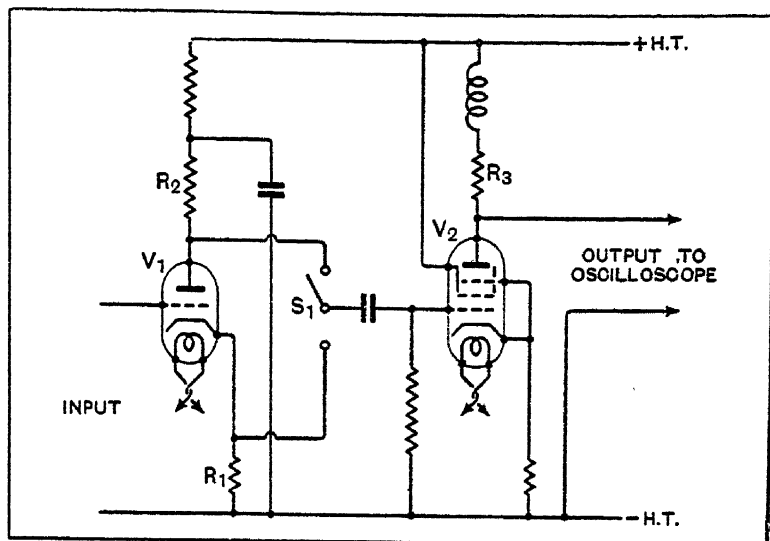 + H.T.
R2
R3
V1
V2
S1
OUTPUT .TO
OSCILLOSCOPE
INPUT
R1
- H.T.